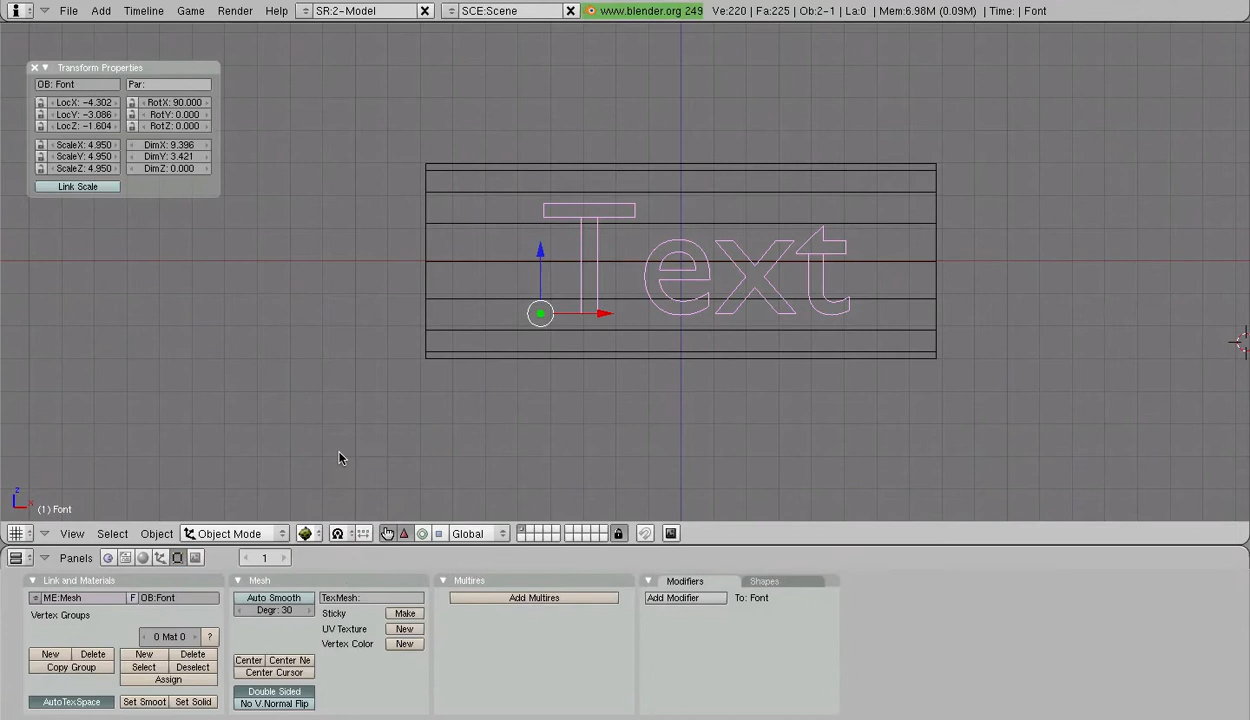 File Add Timeline Game Render Help SR:2-Model SCE:Scene www.blender.org 249 Ve:220 | Fa:225 | Ob:2-1 | La:0 | Mem:6.98M (0.09M) | Time: | Font
Transform Properties
OB: Font Par:
LocX: -4.302 RotX: 90.000
LocY: -3.086 RotY: 0.000
LocZ: -1.604 RotZ: 0.000
ScaleX: 4.950 DimX: 9.396
ScaleY: 4.950 DimY: 3.421
ScaleZ: 4.950 DimZ: 0.000
Link Scale
Text
z
x
(1) Font
View Select Object Object Mode Global
Panels 1
Link and Materials Mesh Multires Modifiers Shapes
ME:Mesh F OB:Font Auto Smooth TexMesh: Add Multires Add Modifier To: Font
Degr: 30
Vertex Groups Sticky Make
UV Texture New
0 Mat 0 ? Vertex Color New
New Delete New Delete Center Center Ne
Copy Group Select Deselect Center Cursor
Assign
Double Sided
AutoTexSpace Set Smoot Set Solid No V.Normal Flip